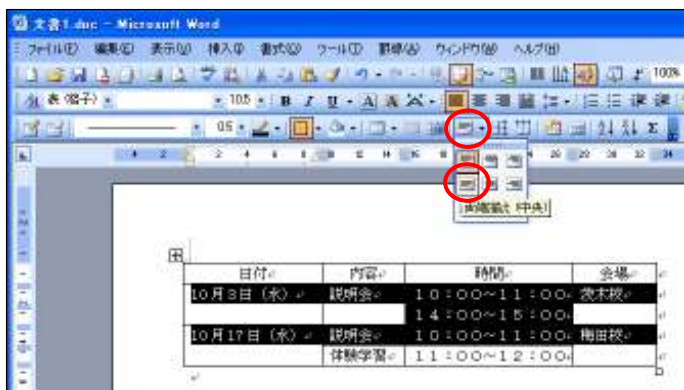 文書1.doc - Microsoft Word
ファイル(F) 編集(E) 表示(V) 挿入(I) 書式(O) ツール(T) 罫線(A) ウィンドウ(W) ヘルプ(H)
100%
表 (格子) 10.5 B I U A A
0.5 Σ
両端揃え (中央)
日付 内容 時間 会場
10月3日（水） 説明会 10：00～11：00 茨木校
14：00～15：00
10月17日（水） 説明会 10：00～11：00 梅田校
体験学習 11：00～12：00